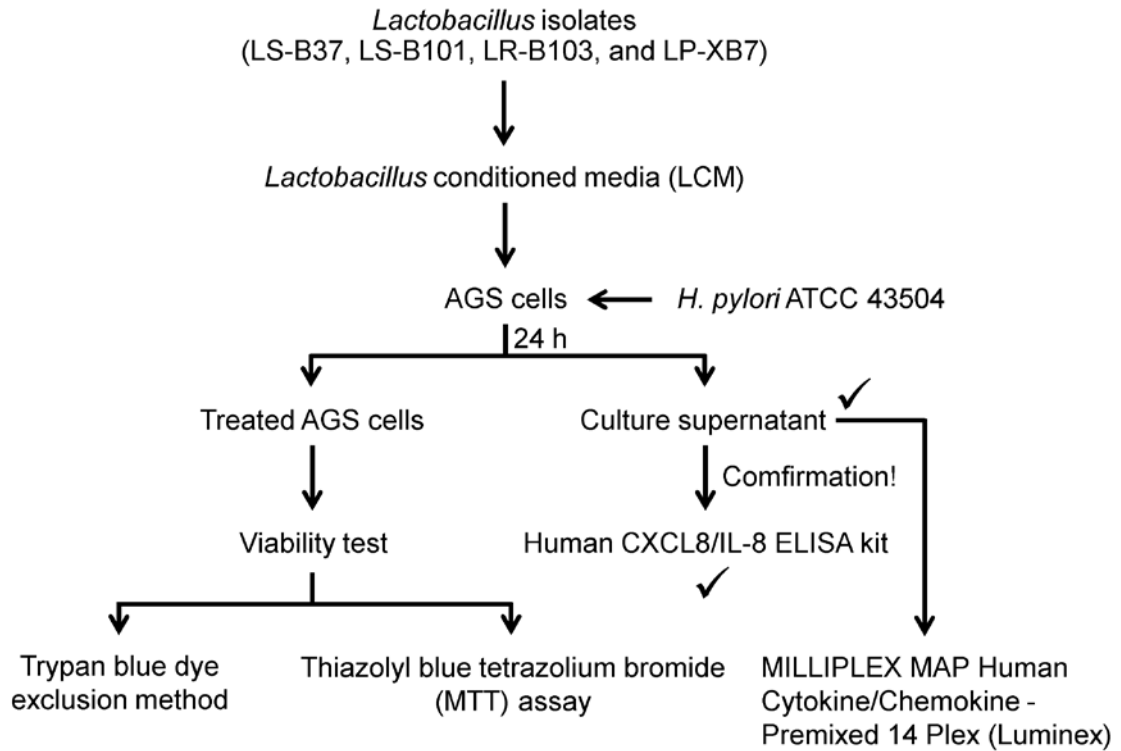 Lactobacillus isolates
(LS-B37, LS-B101, LR-B103, and LP-XB7)
Lactobacillus conditioned media (LCM)
AGS cells
H. pylori ATCC 43504
24 h
Treated AGS cells
Culture supernatant
Comfirmation!
Viability test
Human CXCL8/IL-8 ELISA kit
Trypan blue dye
exclusion method
Thiazolyl blue tetrazolium bromide
(MTT) assay
MILLIPLEX MAP Human
Cytokine/Chemokine -
Premixed 14 Plex (Luminex)